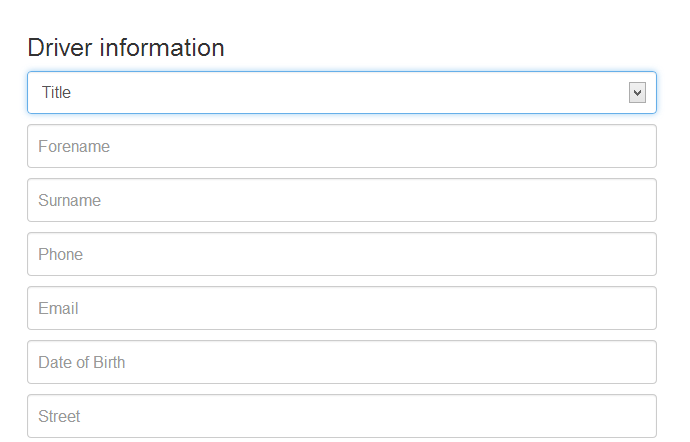 Driver information
Title
Forename
Surname
Phone
Email
Date of Birth
Street